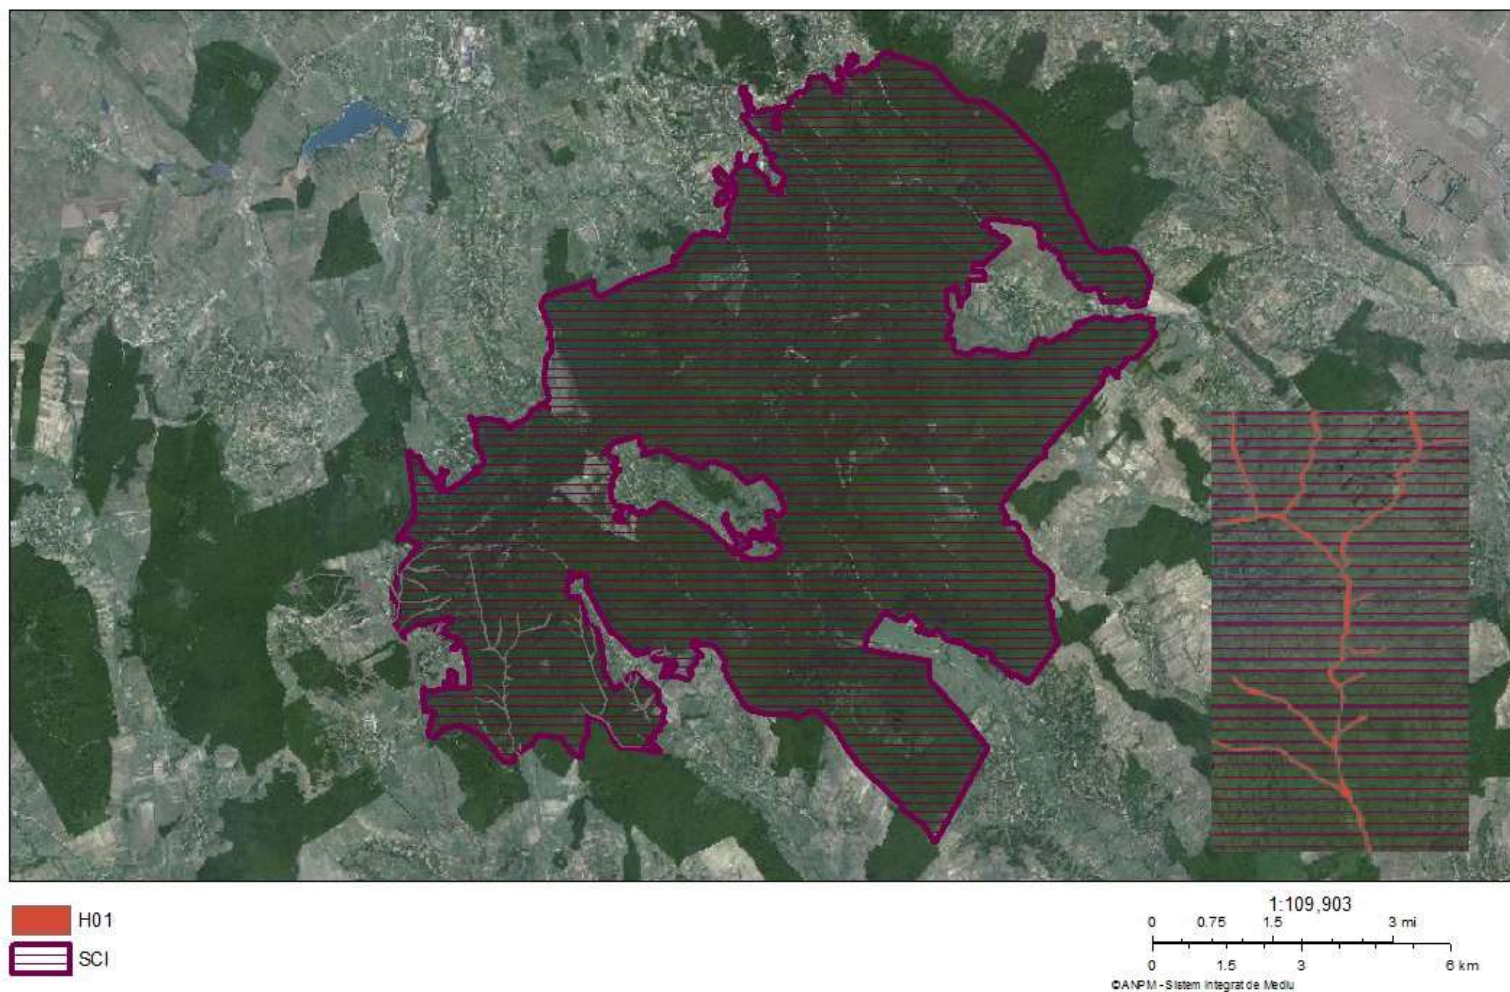 H01
SCI
1:109,903
0 0.75 1.5 3 mi
0 1.5 3 6 km
©ANPM - Sistem Integrat de Mediu